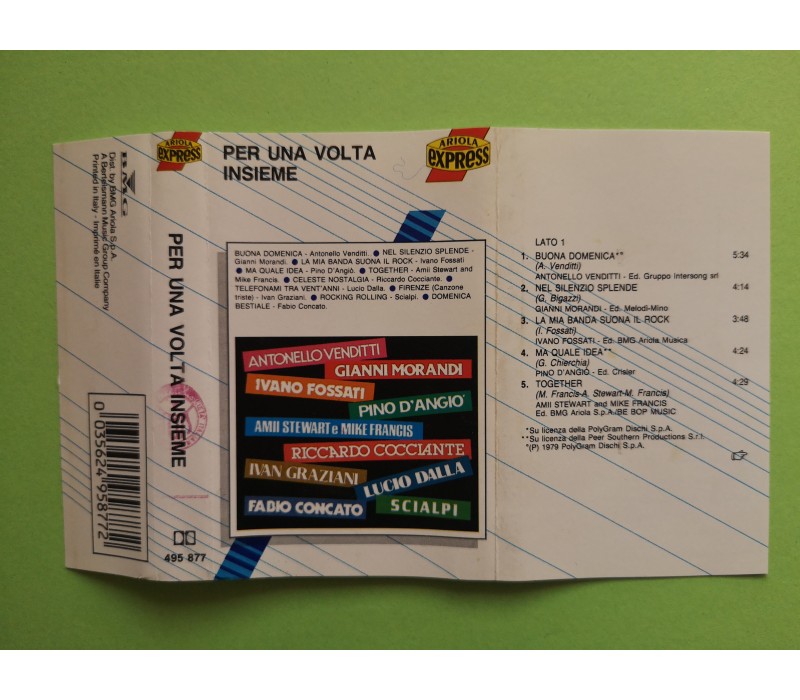 BMG
Dist. by BMG Ariola S.p.A.
A Bertelsmann Music Group Company
Printed in Italy - Imprimé en Italie
0 035624 958772
ARIOLA
EXPRESS
PER UNA VOLTA INSIEME
495 877
PER UNA VOLTA
INSIEME
ARIOLA
EXPRESS
BUONA DOMENICA - Antonello Venditti. ● NEL SILENZIO SPLENDE -
Gianni Morandi. ● LA MIA BANDA SUONA IL ROCK - Ivano Fossati
● MA QUALE IDEA - Pino D'Angiò. ● TOGETHER - Amii Stewart and
Mike Francis. ● CELESTE NOSTALGIA - Riccardo Cocciante. ●
TELEFONAMI TRA VENT'ANNI - Lucio Dalla. ● FIRENZE (Canzone
triste) - Ivan Graziani. ● ROCKING ROLLING - Scialpi. ● DOMENICA
BESTIALE - Fabio Concato.
ANTONELLO VENDITTI
GIANNI MORANDI
IVANO FOSSATI
PINO D'ANGIO'
AMII STEWART e MIKE FRANCIS
RICCARDO COCCIANTE
IVAN GRAZIANI
LUCIO DALLA
FABIO CONCATO
SCIALPI
LATO 1
1. BUONA DOMENICA** 5:34
(A. Venditti)
ANTONELLO VENDITTI - Ed. Gruppo Intersong srl
2. NEL SILENZIO SPLENDE 4:14
(G. Bigazzi)
GIANNI MORANDI - Ed. Melodi-Mino
3. LA MIA BANDA SUONA IL ROCK 3:48
(I. Fossati)
IVANO FOSSATI - Ed. BMG Ariola Musica
4. MA QUALE IDEA** 4:24
(G. Chierchia)
PINO D'ANGIÒ - Ed. Crisler
5. TOGETHER 4:29
(M. Francis-A. Stewart-M. Francis)
AMII STEWART and MIKE FRANCIS
Ed. BMG Ariola S.p.A./BE BOP MUSIC
*Su licenza della PolyGram Dischi S.p.A.
**Su licenza della Peer Southern Productions S.r.l.
*(P) 1979 PolyGram Dischi S.p.A.